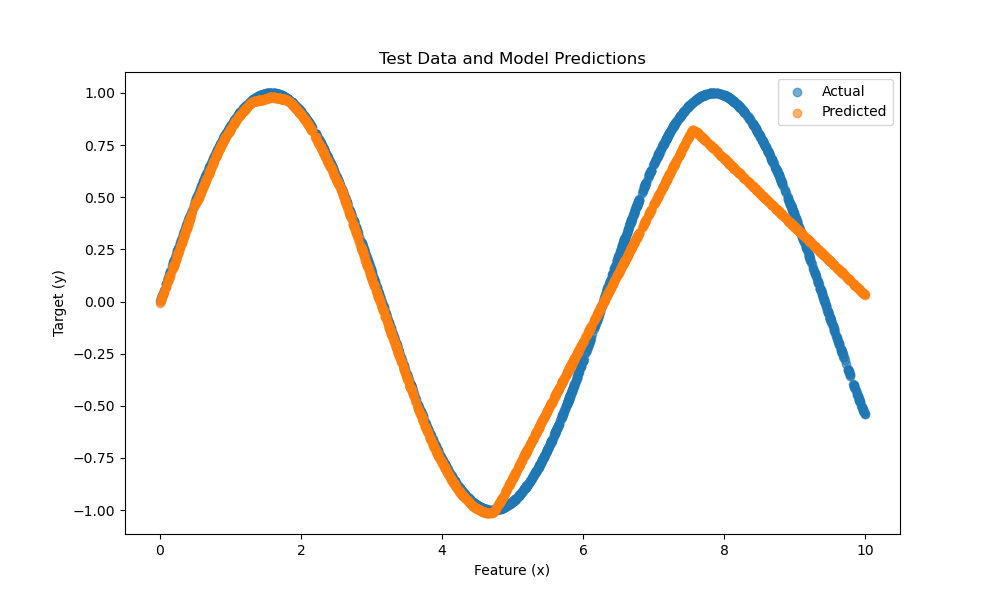 Test Data and Model Predictions
Actual
Predicted
1.00
0.75
0.50
0.25
0.00
−0.25
−0.50
−0.75
−1.00
Target (y)
0 2 4 6 8 10
Feature (x)